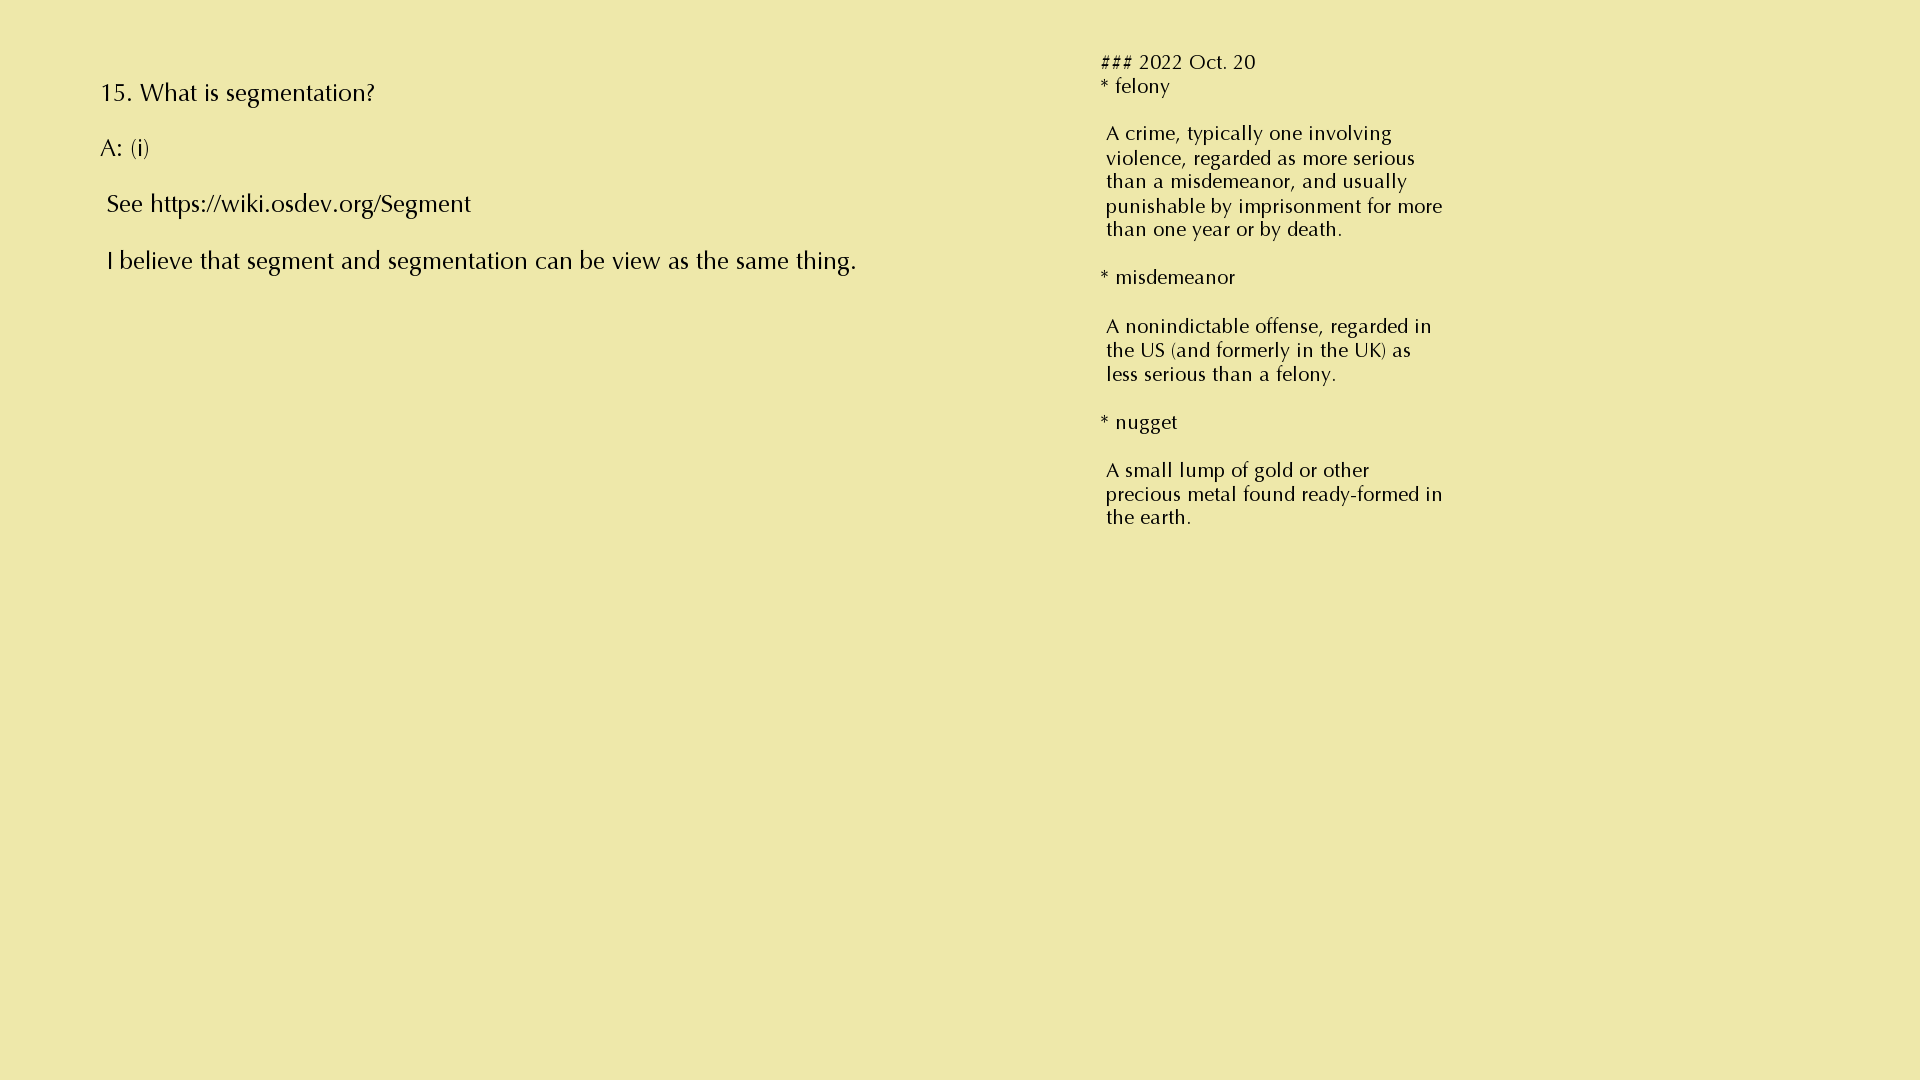 15. What is segmentation?
A: (i)
See https://wiki.osdev.org/Segment
I believe that segment and segmentation can be view as the same thing.
### 2022 Oct. 20
* felony
A crime, typically one involving
violence, regarded as more serious
than a misdemeanor, and usually
punishable by imprisonment for more
than one year or by death.
* misdemeanor
A nonindictable offense, regarded in
the US (and formerly in the UK) as
less serious than a felony.
* nugget
A small lump of gold or other
precious metal found ready-formed in
the earth.